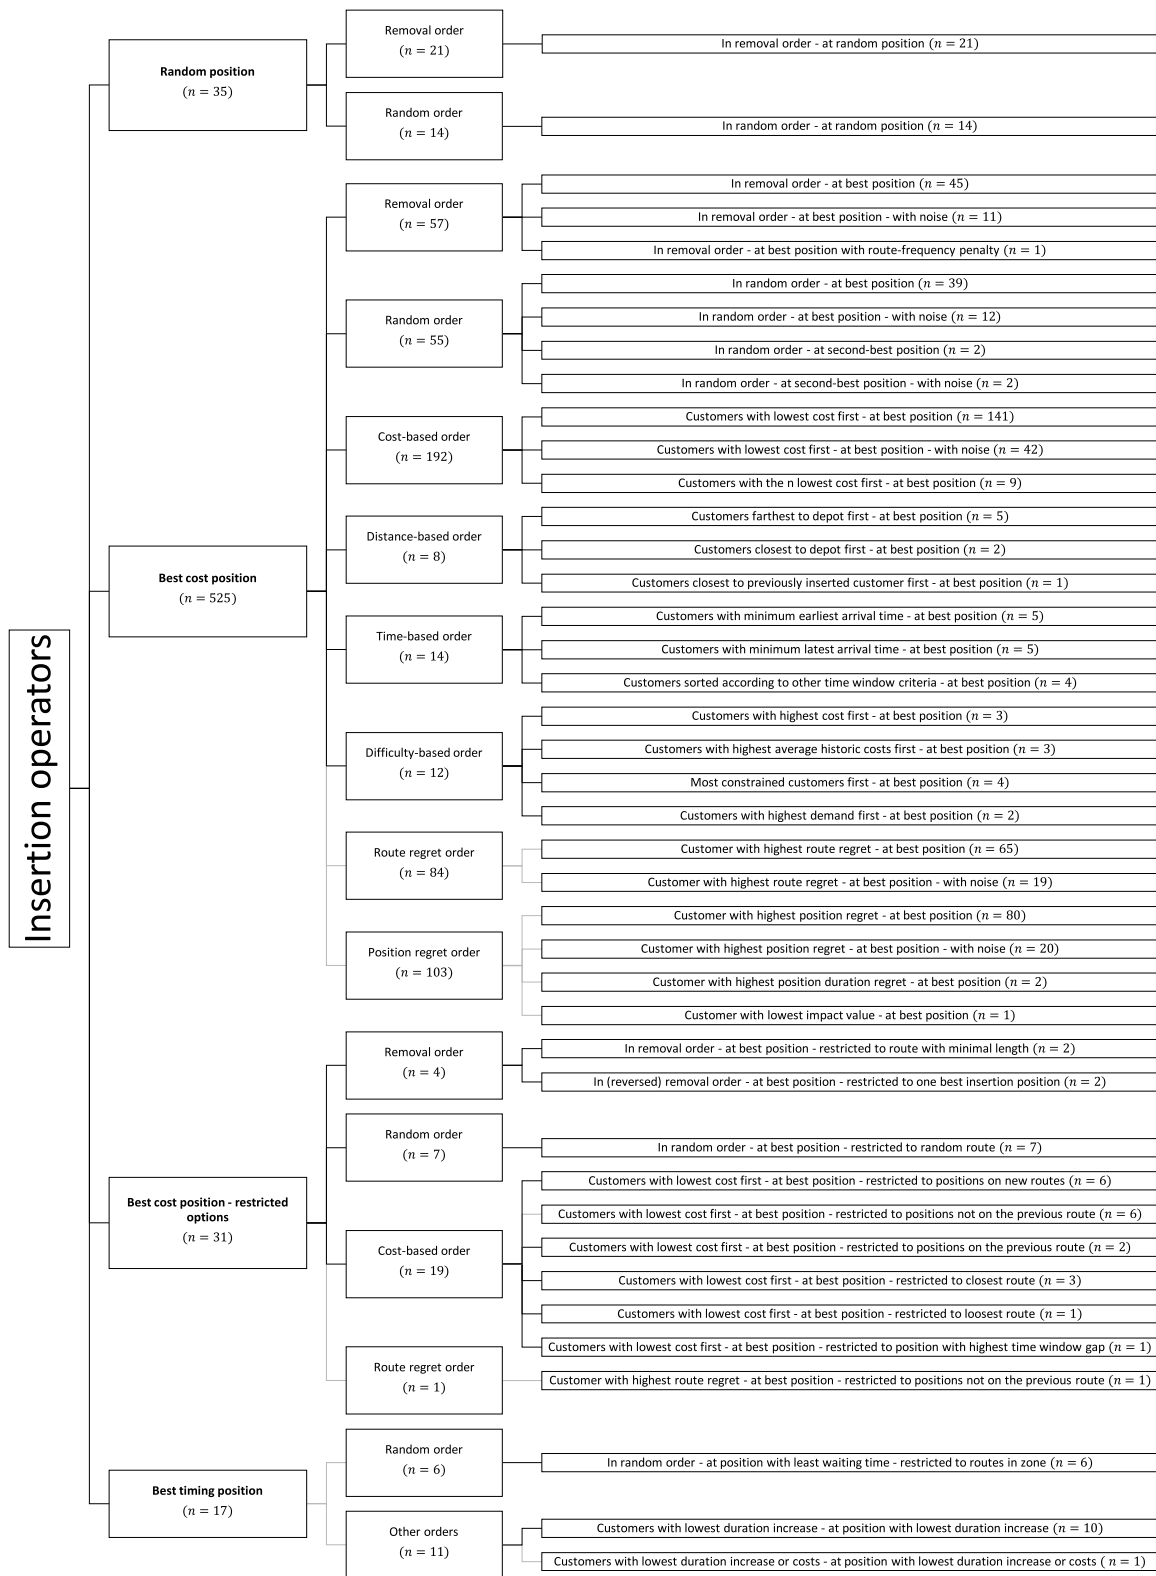 Insertion operators
Random position
(n = 35)
Removal order
(n = 21)
In removal order - at random position (n = 21)
Random order
(n = 14)
In random order - at random position (n = 14)
Best cost position
(n = 525)
Removal order
(n = 57)
In removal order - at best position (n = 45)
In removal order - at best position - with noise (n = 11)
In removal order - at best position with route-frequency penalty (n = 1)
Random order
(n = 55)
In random order - at best position (n = 39)
In random order - at best position - with noise (n = 12)
In random order - at second-best position (n = 2)
In random order - at second-best position - with noise (n = 2)
Cost-based order
(n = 192)
Customers with lowest cost first - at best position (n = 141)
Customers with lowest cost first - at best position - with noise (n = 42)
Customers with the n lowest cost first - at best position (n = 9)
Distance-based order
(n = 8)
Customers farthest to depot first - at best position (n = 5)
Customers closest to depot first - at best position (n = 2)
Customers closest to previously inserted customer first - at best position (n = 1)
Time-based order
(n = 14)
Customers with minimum earliest arrival time - at best position (n = 5)
Customers with minimum latest arrival time - at best position (n = 5)
Customers sorted according to other time window criteria - at best position (n = 4)
Difficulty-based order
(n = 12)
Customers with highest cost first - at best position (n = 3)
Customers with highest average historic costs first - at best position (n = 3)
Most constrained customers first - at best position (n = 4)
Customers with highest demand first - at best position (n = 2)
Route regret order
(n = 84)
Customer with highest route regret - at best position (n = 65)
Customer with highest route regret - at best position - with noise (n = 19)
Position regret order
(n = 103)
Customer with highest position regret - at best position (n = 80)
Customer with highest position regret - at best position - with noise (n = 20)
Customer with highest position duration regret - at best position (n = 2)
Customer with lowest impact value - at best position (n = 1)
Best cost position - restricted
options
(n = 31)
Removal order
(n = 4)
In removal order - at best position - restricted to route with minimal length (n = 2)
In (reversed) removal order - at best position - restricted to one best insertion position (n = 2)
Random order
(n = 7)
In random order - at best position - restricted to random route (n = 7)
Cost-based order
(n = 19)
Customers with lowest cost first - at best position - restricted to positions on new routes (n = 6)
Customers with lowest cost first - at best position - restricted to positions not on the previous route (n = 6)
Customers with lowest cost first - at best position - restricted to positions on the previous route (n = 2)
Customers with lowest cost first - at best position - restricted to closest route (n = 3)
Customers with lowest cost first - at best position - restricted to loosest route (n = 1)
Customers with lowest cost first - at best position - restricted to position with highest time window gap (n = 1)
Route regret order
(n = 1)
Customer with highest route regret - at best position - restricted to positions not on the previous route (n = 1)
Best timing position
(n = 17)
Random order
(n = 6)
In random order - at position with least waiting time - restricted to routes in zone (n = 6)
Other orders
(n = 11)
Customers with lowest duration increase - at position with lowest duration increase (n = 10)
Customers with lowest duration increase or costs - at position with lowest duration increase or costs ( n = 1)